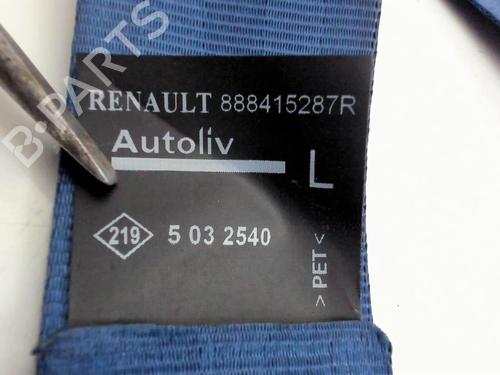 RENAULT 888415287R
Autoliv
L
219 5 03 2540
>PET<
B-PARTS